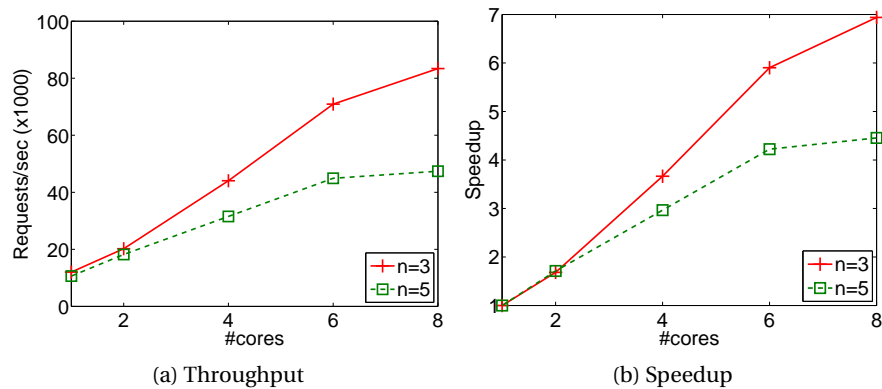 100
80
60
40
20
0
Requests/sec (x1000)
2 4 6 8
#cores
n=3
n=5
(a) Throughput
7
6
5
4
3
2
1
Speedup
2 4 6 8
#cores
n=3
n=5
(b) Speedup